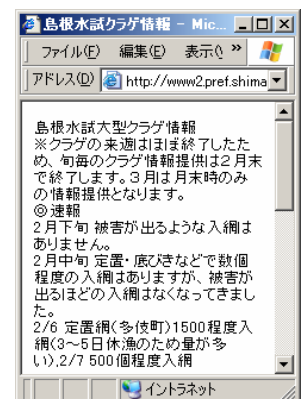 島根水試クラゲ情報 - Mic...
ファイル(F) 編集(E) 表示(
アドレス(D) http://www2.pref.shima
島根水試大型クラゲ情報
※クラゲの来遊はほぼ終了したた
め、旬毎のクラゲ情報提供は2月末
で終了します。3月は月末時のみ
の情報提供となります。
◎速報
2月下旬 被害が出るような入網は
ありません。
2月中旬 定置・底びきなどで数個
程度の入網はありますが、被害が
出るほどの入網はなくなってきまし
た。
2/6 定置網(多伎町)1500程度入
網(3～5日休漁のため量が多
い),2/7 500個程度入網
イントラネット